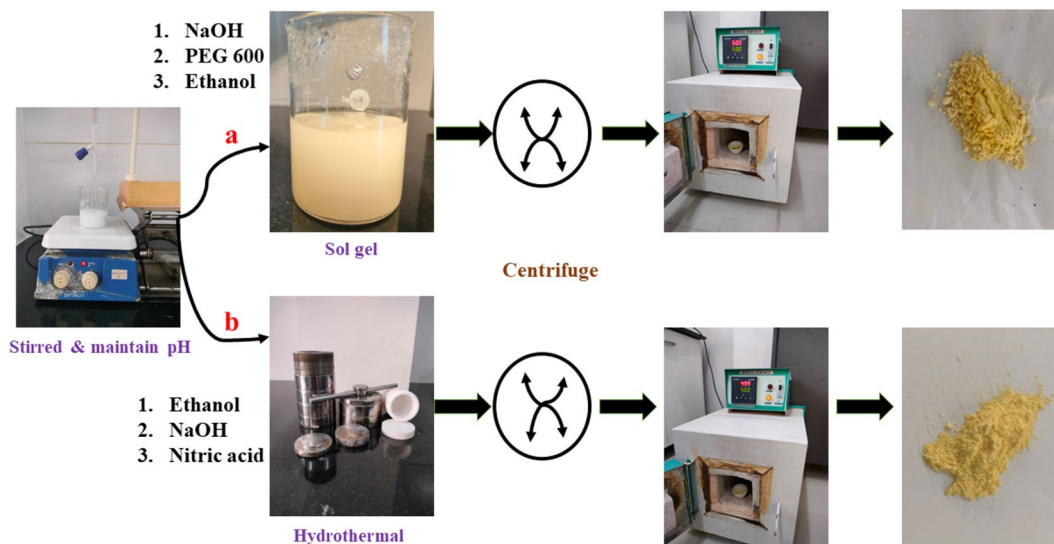 1. NaOH
2. PEG 600
3. Ethanol
a
Sol gel
Centrifuge
b
Stirred & maintain pH
1. Ethanol
2. NaOH
3. Nitric acid
Hydrothermal